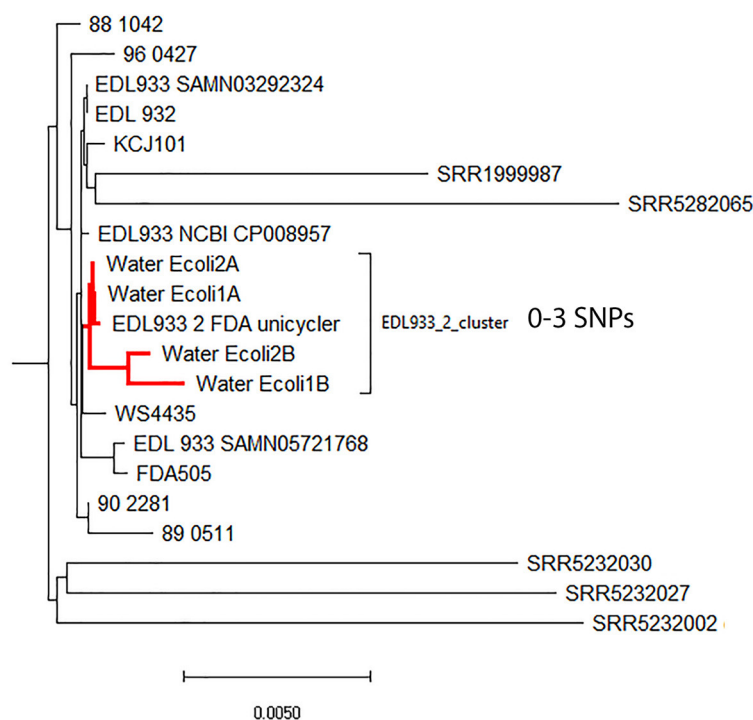 88 1042
96 0427
EDL933 SAMN03292324
EDL 932
KCJ101
SRR1999987
SRR5282065
EDL933 NCBI CP008957
Water Ecoli2A
Water Ecoli1A
EDL933 2 FDA unicycler
EDL933_2_cluster 0-3 SNPs
Water Ecoli2B
Water Ecoli1B
WS4435
EDL 933 SAMN05721768
FDA505
90 2281
89 0511
SRR5232030
SRR5232027
SRR5232002
0.0050